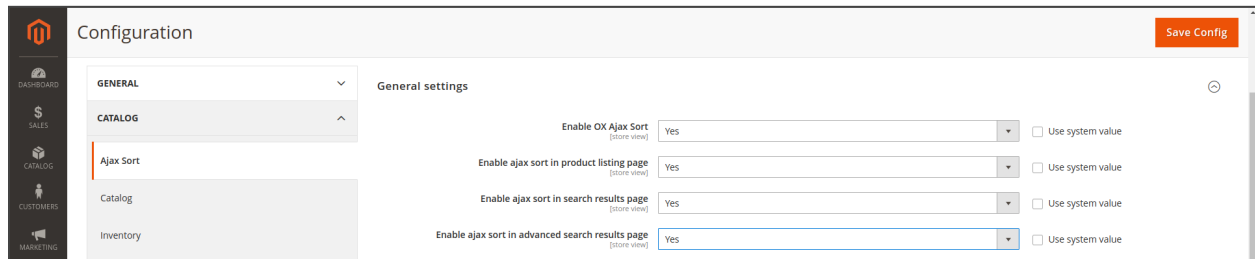 Configuration
Save Config
DASHBOARD
SALES
CATALOG
CUSTOMERS
MARKETING
GENERAL
CATALOG
Ajax Sort
Catalog
Inventory
General settings
Enable OX Ajax Sort
[store view]
Yes
Use system value
Enable ajax sort in product listing page
[store view]
Yes
Use system value
Enable ajax sort in search results page
[store view]
Yes
Use system value
Enable ajax sort in advanced search results page
[store view]
Yes
Use system value